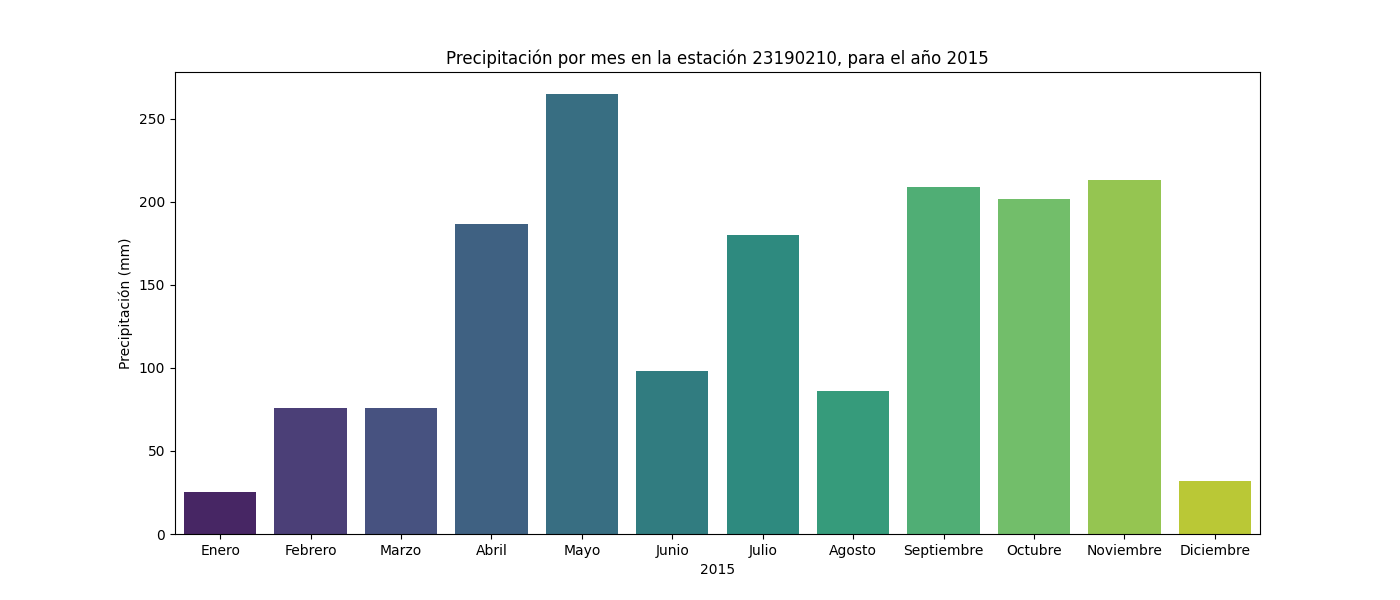 Precipitación por mes en la estación 23190210, para el año 2015
Precipitación (mm)
250
200
150
100
50
0
Enero Febrero Marzo Abril Mayo Junio Julio Agosto Septiembre Octubre Noviembre Diciembre
2015